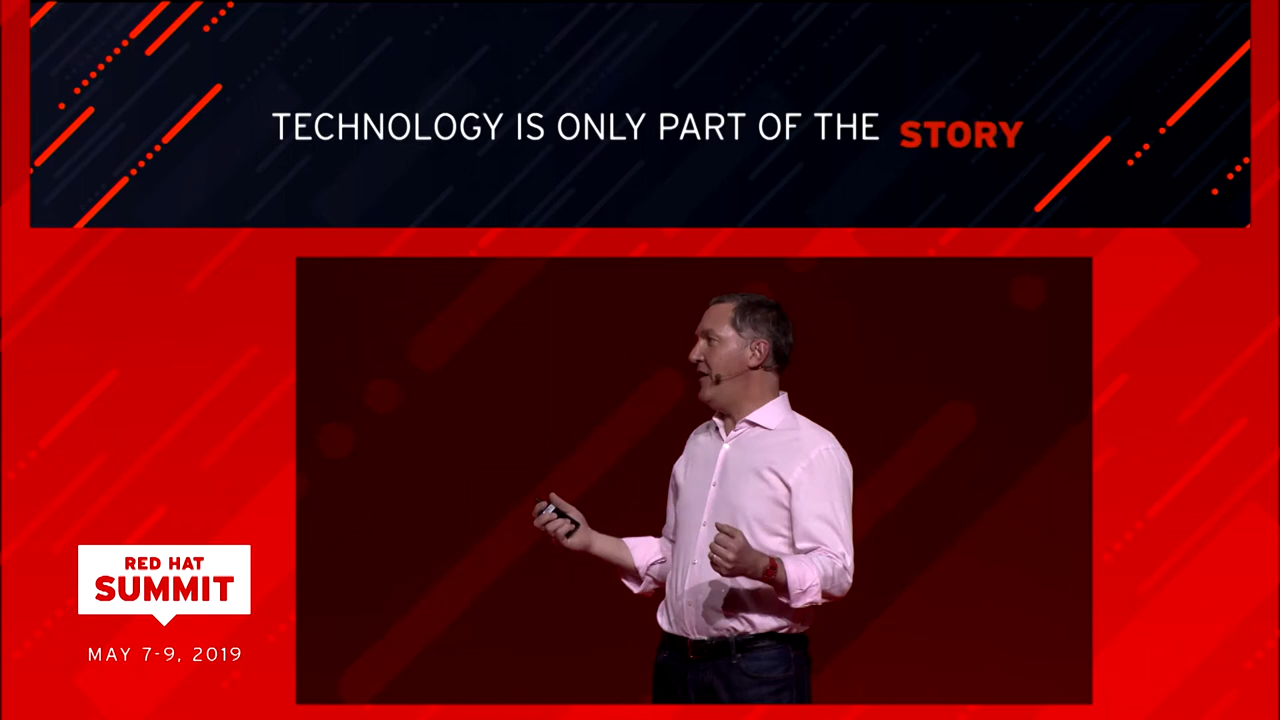 TECHNOLOGY IS ONLY PART OF THE STORY
RED HAT
SUMMIT
MAY 7-9, 2019